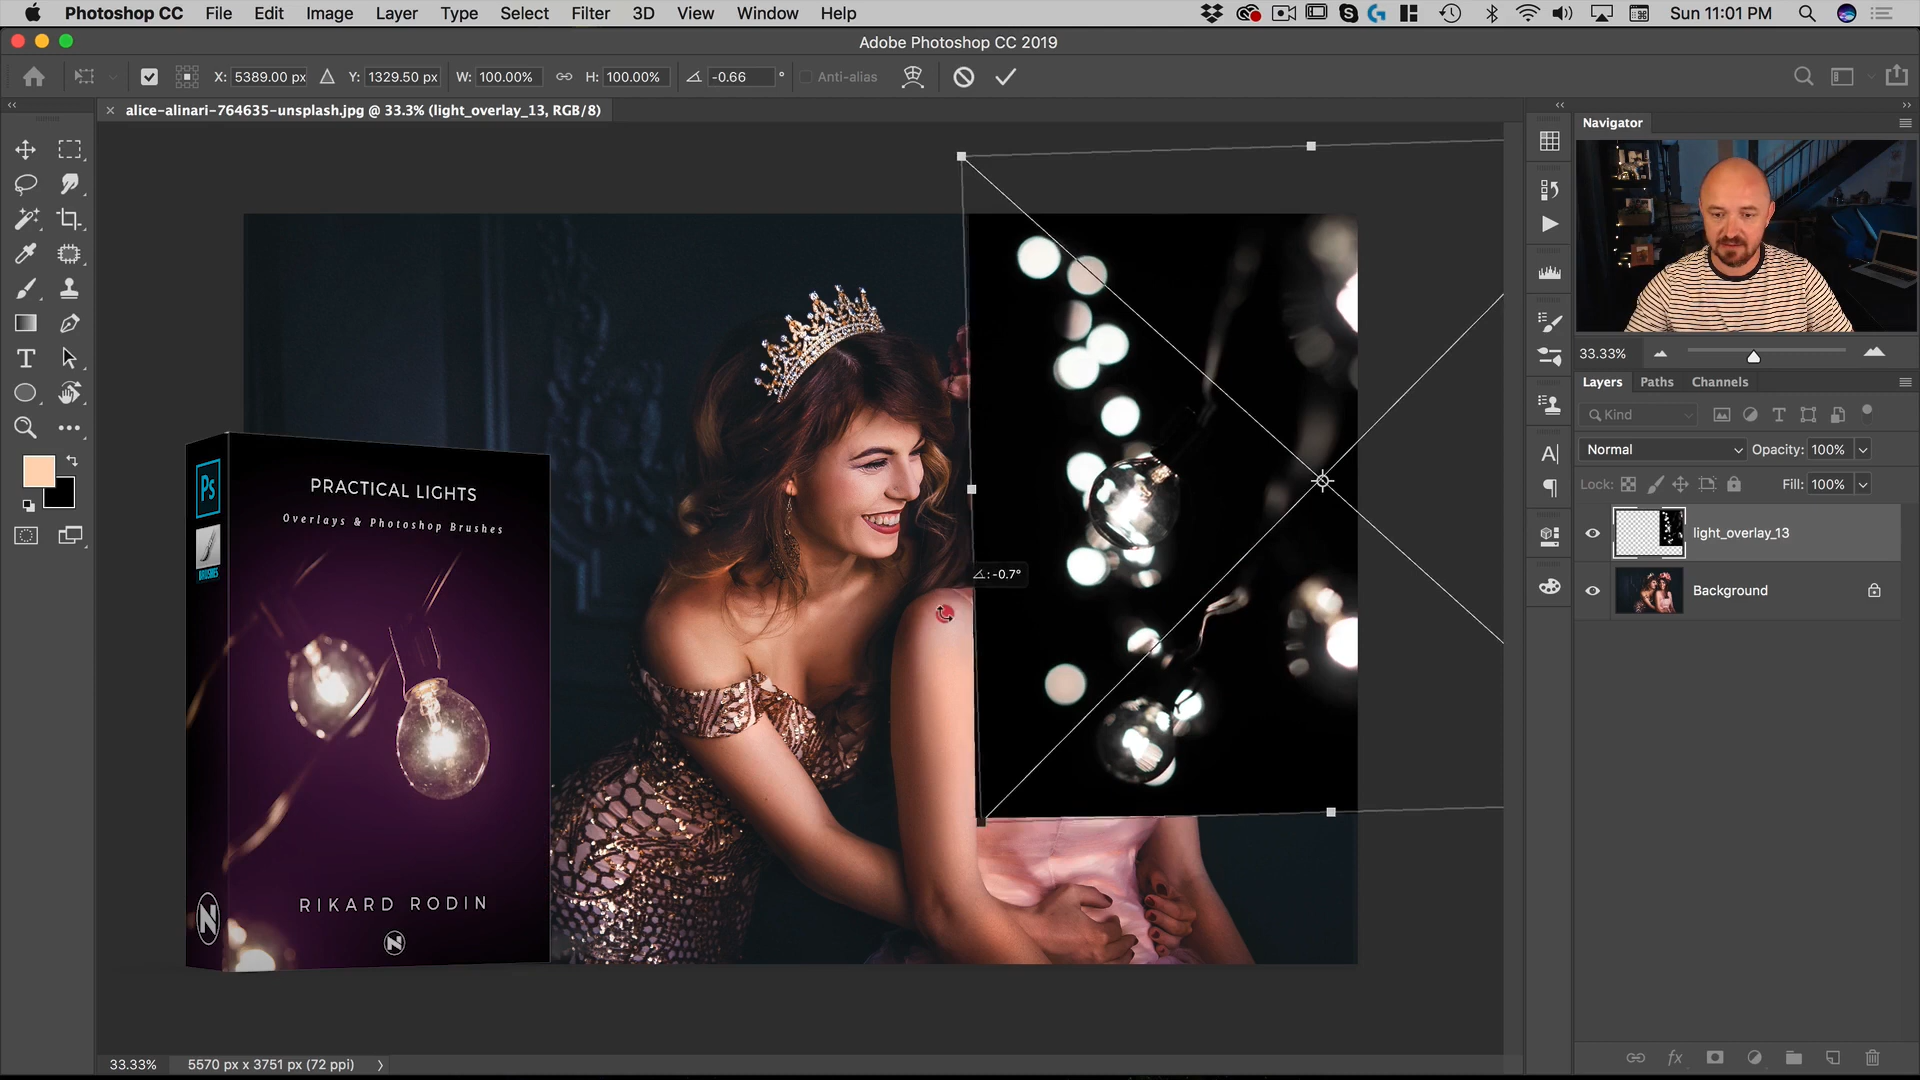 Photoshop CC File Edit Image Layer Type Select Filter 3D View Window Help Sun 11:01 PM
Adobe Photoshop CC 2019
X: 5389.00 px Y: 1329.50 px W: 100.00% H: 100.00% -0.66 ° Anti-alias
alice-alinari-764635-unsplash.jpg @ 33.3% (light_overlay_13, RGB/8)
Navigator
33.33%
Layers Paths Channels
Kind
Normal Opacity: 100%
Lock: Fill: 100%
light_overlay_13
Background
Ps
BRUSHES
PRACTICAL LIGHTS
Overlays & Photoshop Brushes
RIKARD RODIN
N
N
:-0.7°
33.33% 5570 px x 3751 px (72 ppi)